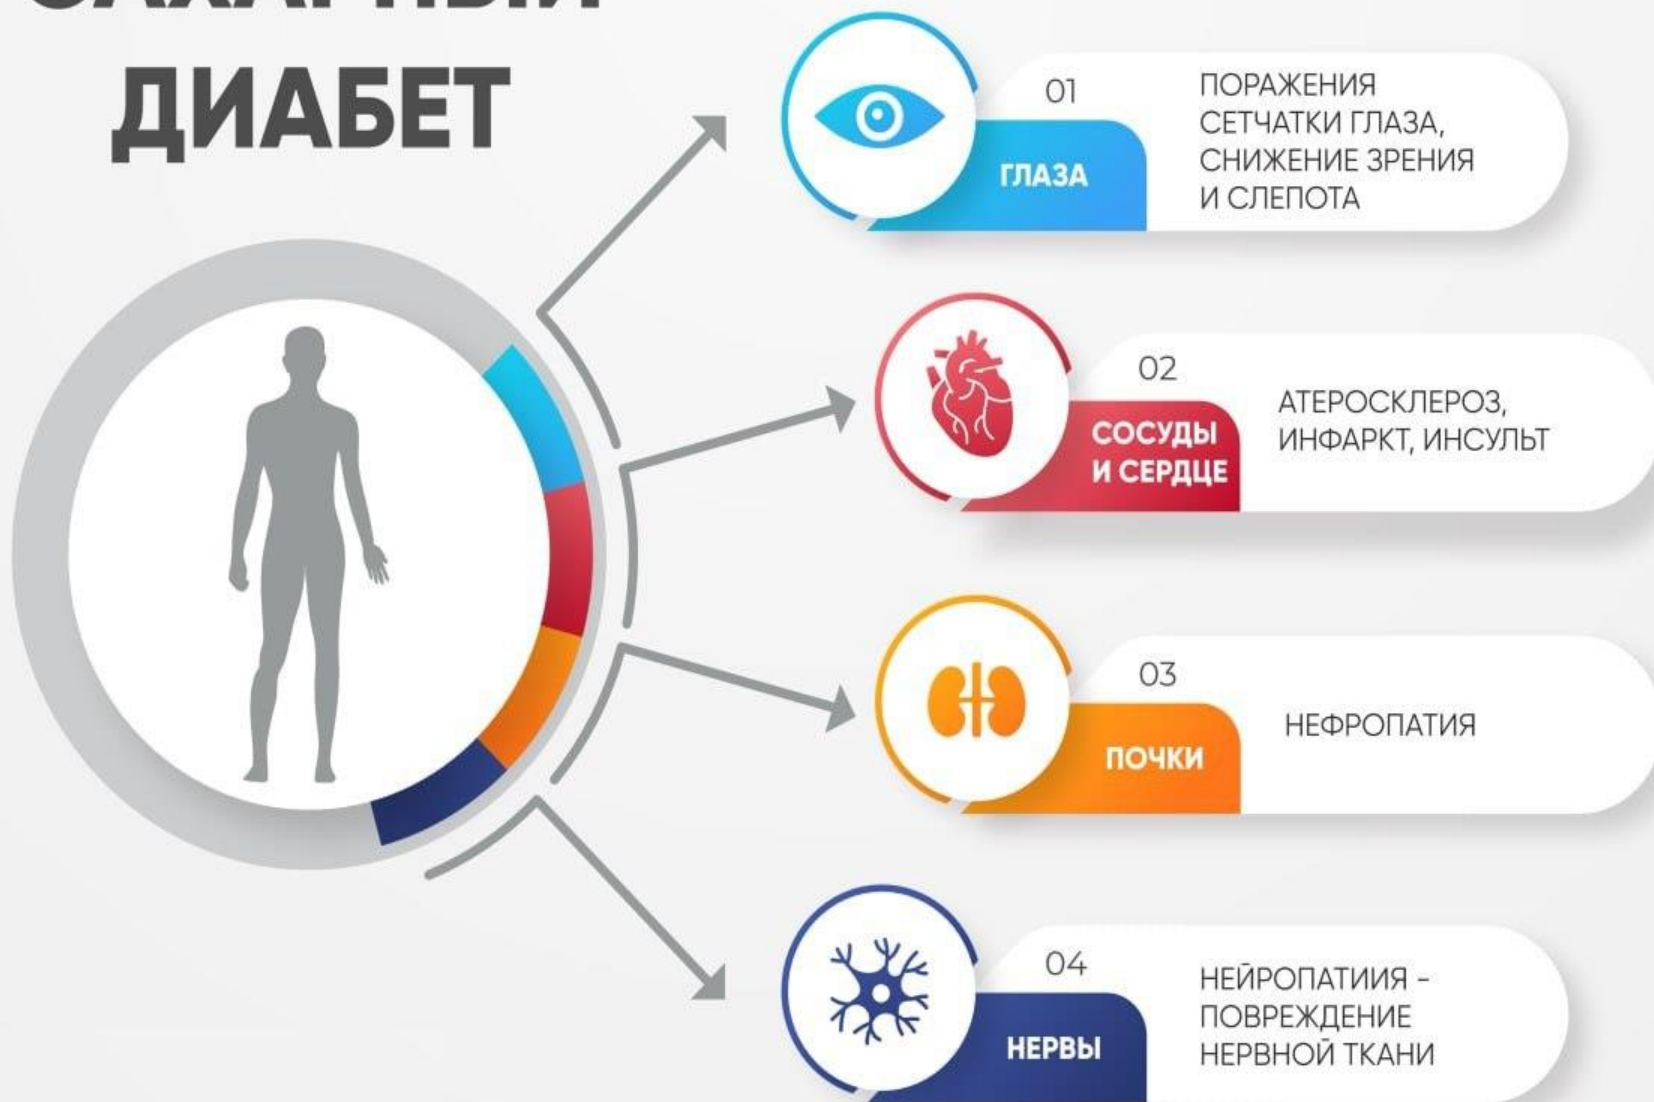 САХАРНЫЙ
ДИАБЕТ
01
ГЛАЗА
ПОРАЖЕНИЯ
СЕТЧАТКИ ГЛАЗА,
СНИЖЕНИЕ ЗРЕНИЯ
И СЛЕПОТА
02
СОСУДЫ
И СЕРДЦЕ
АТЕРОСКЛЕРОЗ,
ИНФАРКТ, ИНСУЛЬТ
03
ПОЧКИ
НЕФРОПАТИЯ
04
НЕРВЫ
НЕЙРОПАТИИЯ -
ПОВРЕЖДЕНИЕ
НЕРВНОЙ ТКАНИ